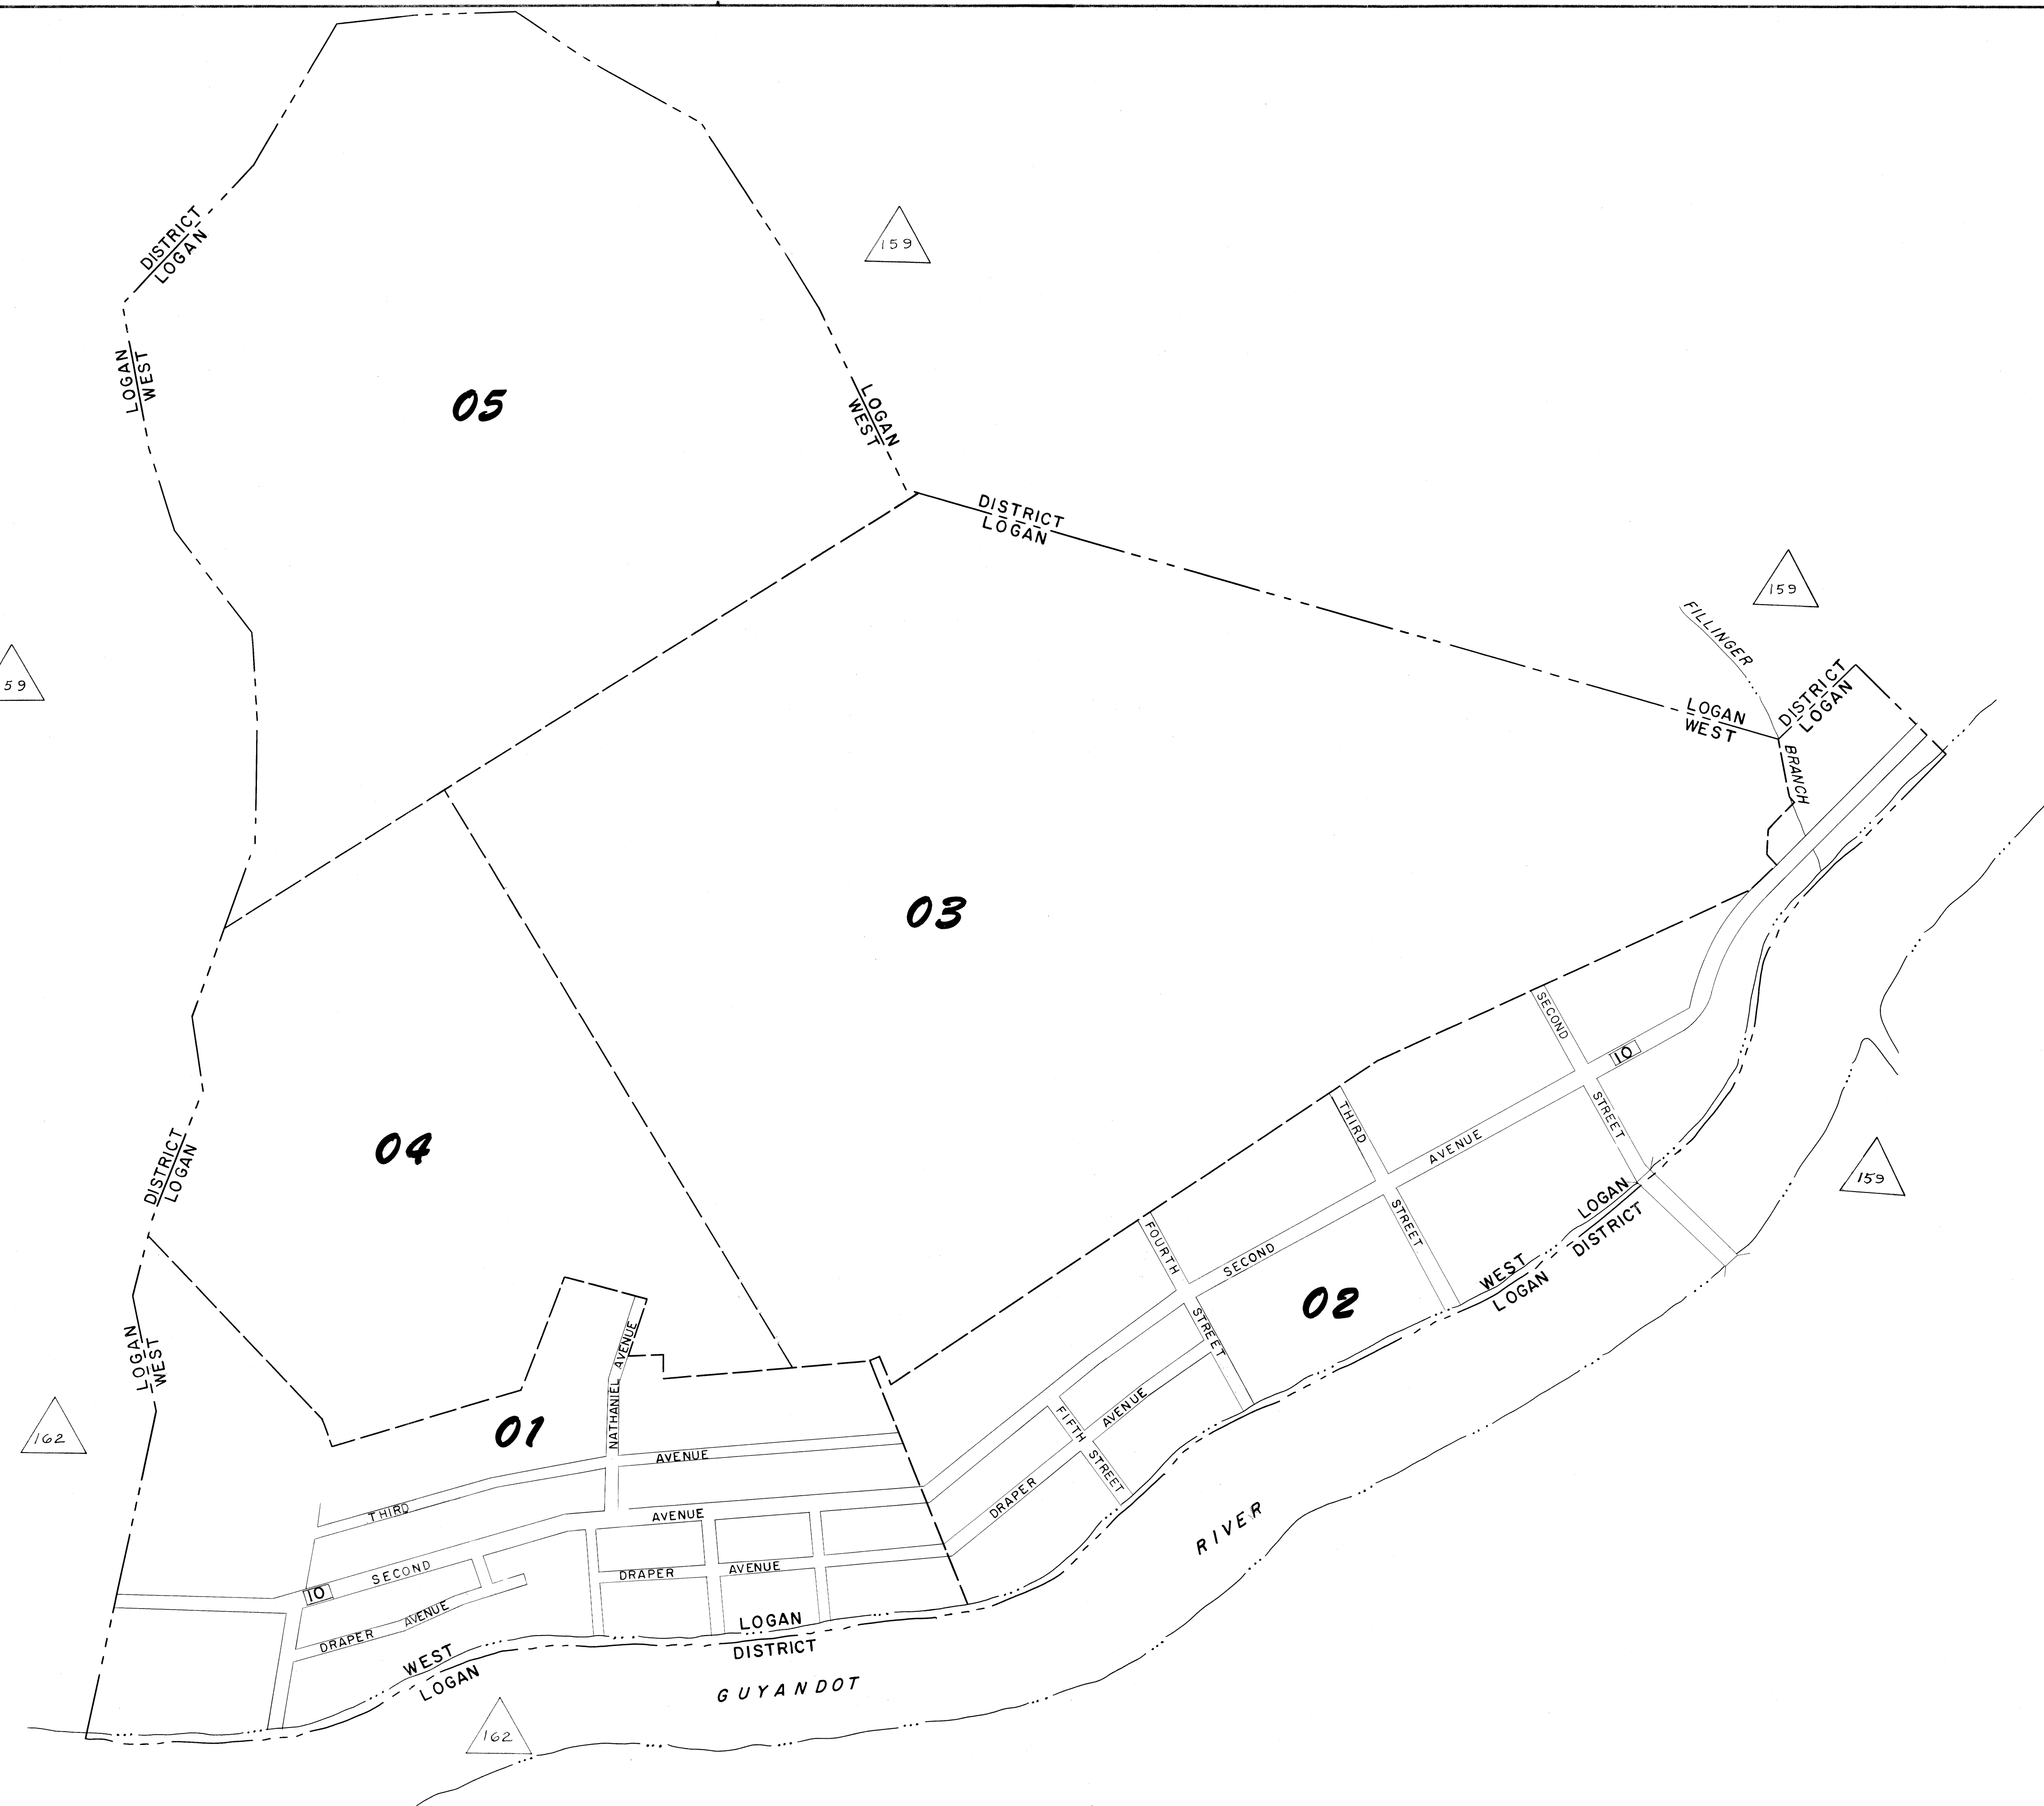 159
DISTRICT
LOGAN
LOGAN
WEST
05
LOGAN
WEST
DISTRICT
LOGAN
159
FILLINGER
59
LOGAN
WEST
DISTRICT
LOGAN
BRANCH
03
SECOND
10
STREET
THIRD
AVENUE
STREET
04
DISTRICT
LOGAN
159
LOGAN
DISTRICT
WEST
LOGAN
FOURTH
SECOND
STREET
02
LOGAN
WEST
NATHANIEL AVENUE
01
162
FIFTH
STREET
AVENUE
DRAPER
AVENUE
THIRD
AVENUE
SECOND
10
DRAPER AVENUE
DRAPER AVENUE
RIVER
LOGAN
DISTRICT
WEST
LOGAN
GUYANDOT
162